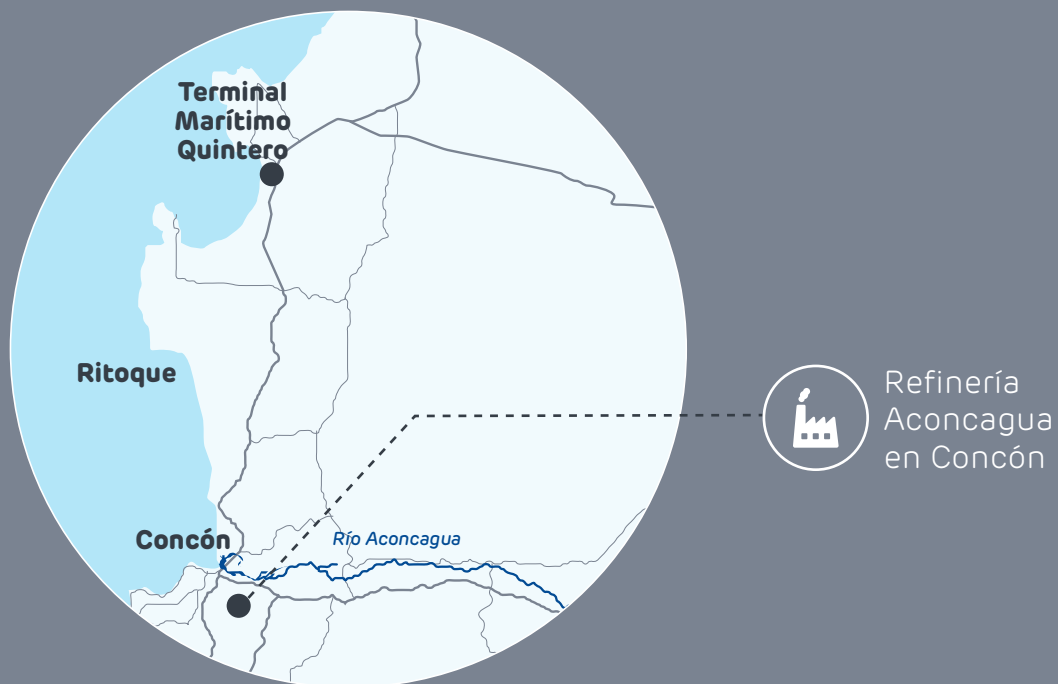 Terminal
Marítimo
Quintero
Ritoque
Concón
Río Aconcagua
Refinería
Aconcagua
en Concón